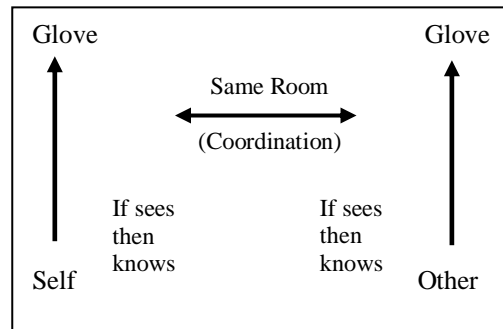 Glove
Glove
Same Room
(Coordination)
If sees
then
knows
If sees
then
knows
Self
Other